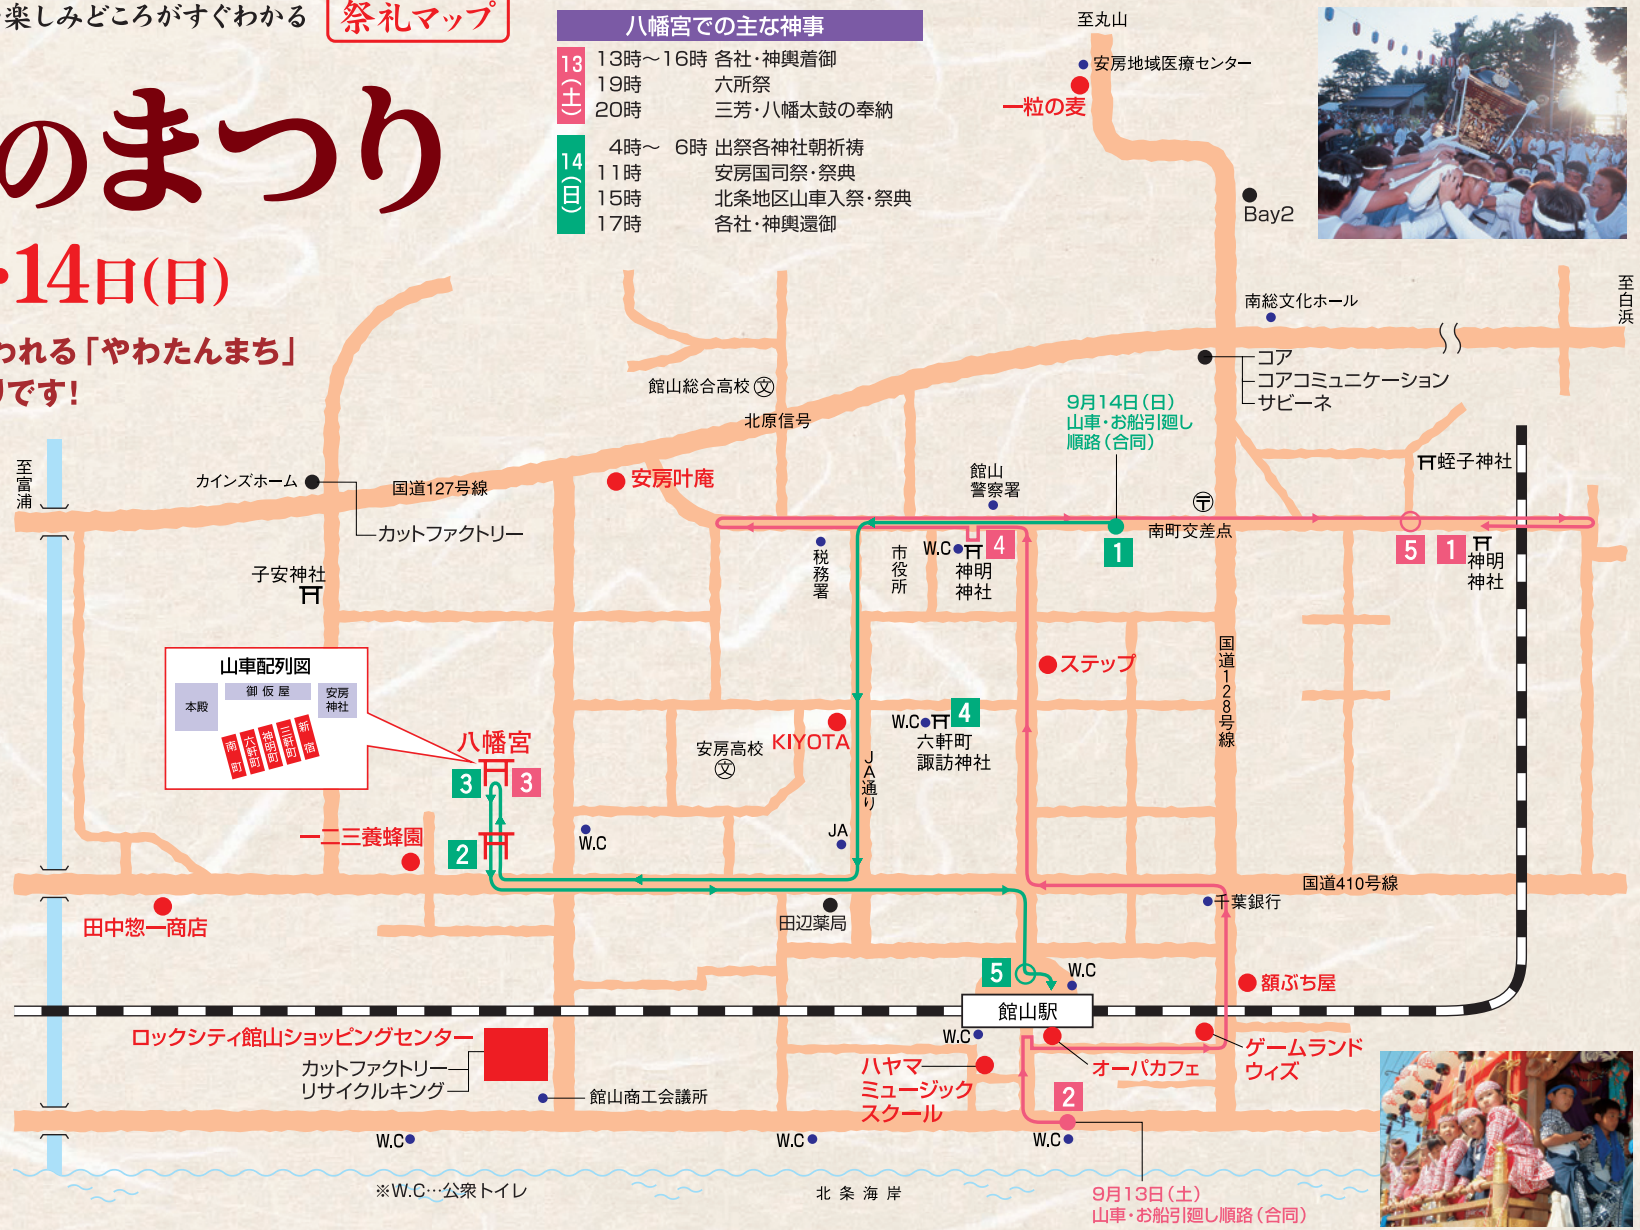 楽しみどころがすぐわかる
祭礼マップ
のまつり
・14日(日)
われる「やわたんまち」
りです!
八幡宮での主な神事
13(土)
13時〜16時 各社・神輿着御
19時 六所祭
20時 三芳・八幡太鼓の奉納
14(日)
4時〜 6時 出祭各神社朝祈祷
11時 安房国司祭・祭典
15時 北条地区山車入祭・祭典
17時 各社・神輿還御
至丸山
安房地域医療センター
一粒の麦
Bay2
南総文化ホール
至白浜
コア
コアコミュニケーション
サビーネ
館山総合高校 文
北原信号
9月14日(日)
山車・お船引廻し
順路(合同)
至富浦
カインズホーム
国道127号線
カットファクトリー
安房叶庵
館山
警察署
〒
南町交差点
蛭子神社
税務署
市役所
W.C
神明
神社
4
1
5
1
神明
神社
子安神社
山車配列図
本殿
御仮屋
安房
神社
南町
六軒町
神明町
三軒町
新宿
八幡宮
3
3
2
一二三養蜂園
田中惣一商店
安房高校
文
KIYOTA
W.C
4
六軒町
諏訪神社
ステップ
国道128号線
JA通り
JA
W.C
田辺薬局
国道410号線
千葉銀行
5
W.C
館山駅
W.C
額ぶち屋
ゲームランド
ウィズ
オーパカフェ
ハヤマ
ミュージック
スクール
2
W.C
ロックシティ館山ショッピングセンター
カットファクトリー
リサイクルキング
館山商工会議所
W.C
W.C
※W.C…公衆トイレ
北条海岸
9月13日(土)
山車・お船引廻し順路(合同)